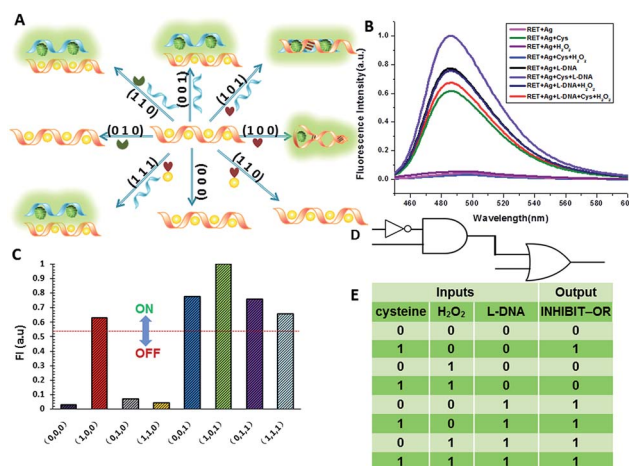 A
(1 1 0)
(0 0 1)
(1 0 1)
(0 1 0)
(1 0 0)
(1 1 1)
(0 0 0)
(1 1 0)
B
Fluorescence Intensity(a.u.)
1.0
0.8
0.6
0.4
0.2
0.0
RET+Ag
RET+Ag+Cys
RET+Ag+H₂O₂
RET+Ag+Cys+H₂O₂
RET+Ag+L-DNA
RET+Ag+Cys+L-DNA
RET+Ag+L-DNA+H₂O₂
RET+Ag+L-DNA+Cys+H₂O₂
460 480 500 520 540 560 580 600
Wavelength(nm)
C
FI (a.u)
1
0.9
0.8
0.7
0.6
0.5
0.4
0.3
0.2
0.1
0
ON
OFF
(0,0,0) (1,0,0) (0,1,0) (1,1,0) (0,0,1) (1,0,1) (0,1,1) (1,1,1)
D
E
Inputs Output
cysteine H₂O₂ L-DNA INHIBIT–OR
0 0 0 0
1 0 0 1
0 1 0 0
1 1 0 0
0 0 1 1
1 0 1 1
0 1 1 1
1 1 1 1